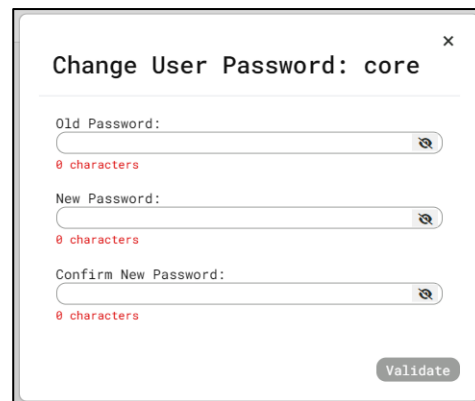 ×
Change User Password: core
Old Password:
0 characters
New Password:
0 characters
Confirm New Password:
0 characters
Validate